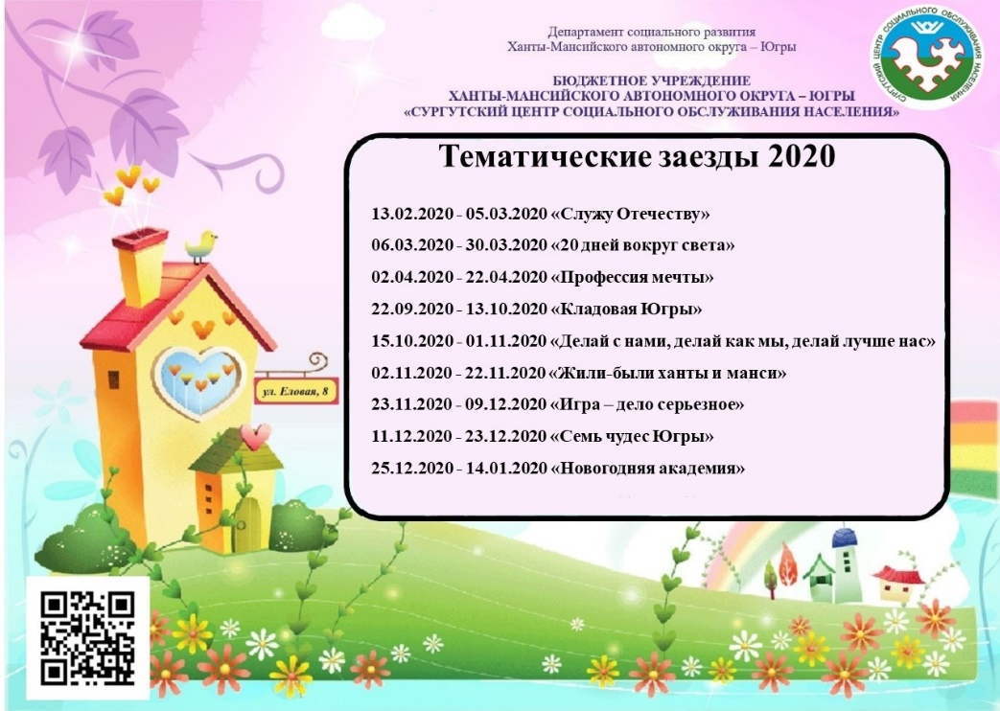 Департамент социального развития
Ханты-Мансийского автономного округа – Югры
БЮДЖЕТНОЕ УЧРЕЖДЕНИЕ
ХАНТЫ-МАНСИЙСКОГО АВТОНОМНОГО ОКРУГА – ЮГРЫ
«СУРГУТСКИЙ ЦЕНТР СОЦИАЛЬНОГО ОБСЛУЖИВАНИЯ НАСЕЛЕНИЯ»
СУРГУТСКИЙ ЦЕНТР СОЦИАЛЬНОГО ОБСЛУЖИВАНИЯ НАСЕЛЕНИЯ
Тематические заезды 2020
13.02.2020 - 05.03.2020 «Служу Отечеству»
06.03.2020 - 30.03.2020 «20 дней вокруг света»
02.04.2020 - 22.04.2020 «Профессия мечты»
22.09.2020 - 13.10.2020 «Кладовая Югры»
15.10.2020 - 01.11.2020 «Делай с нами, делай как мы, делай лучше нас»
02.11.2020 - 22.11.2020 «Жили-были ханты и манси»
23.11.2020 - 09.12.2020 «Игра – дело серьезное»
11.12.2020 - 23.12.2020 «Семь чудес Югры»
25.12.2020 - 14.01.2020 «Новогодняя академия»
ул. Еловая, 8